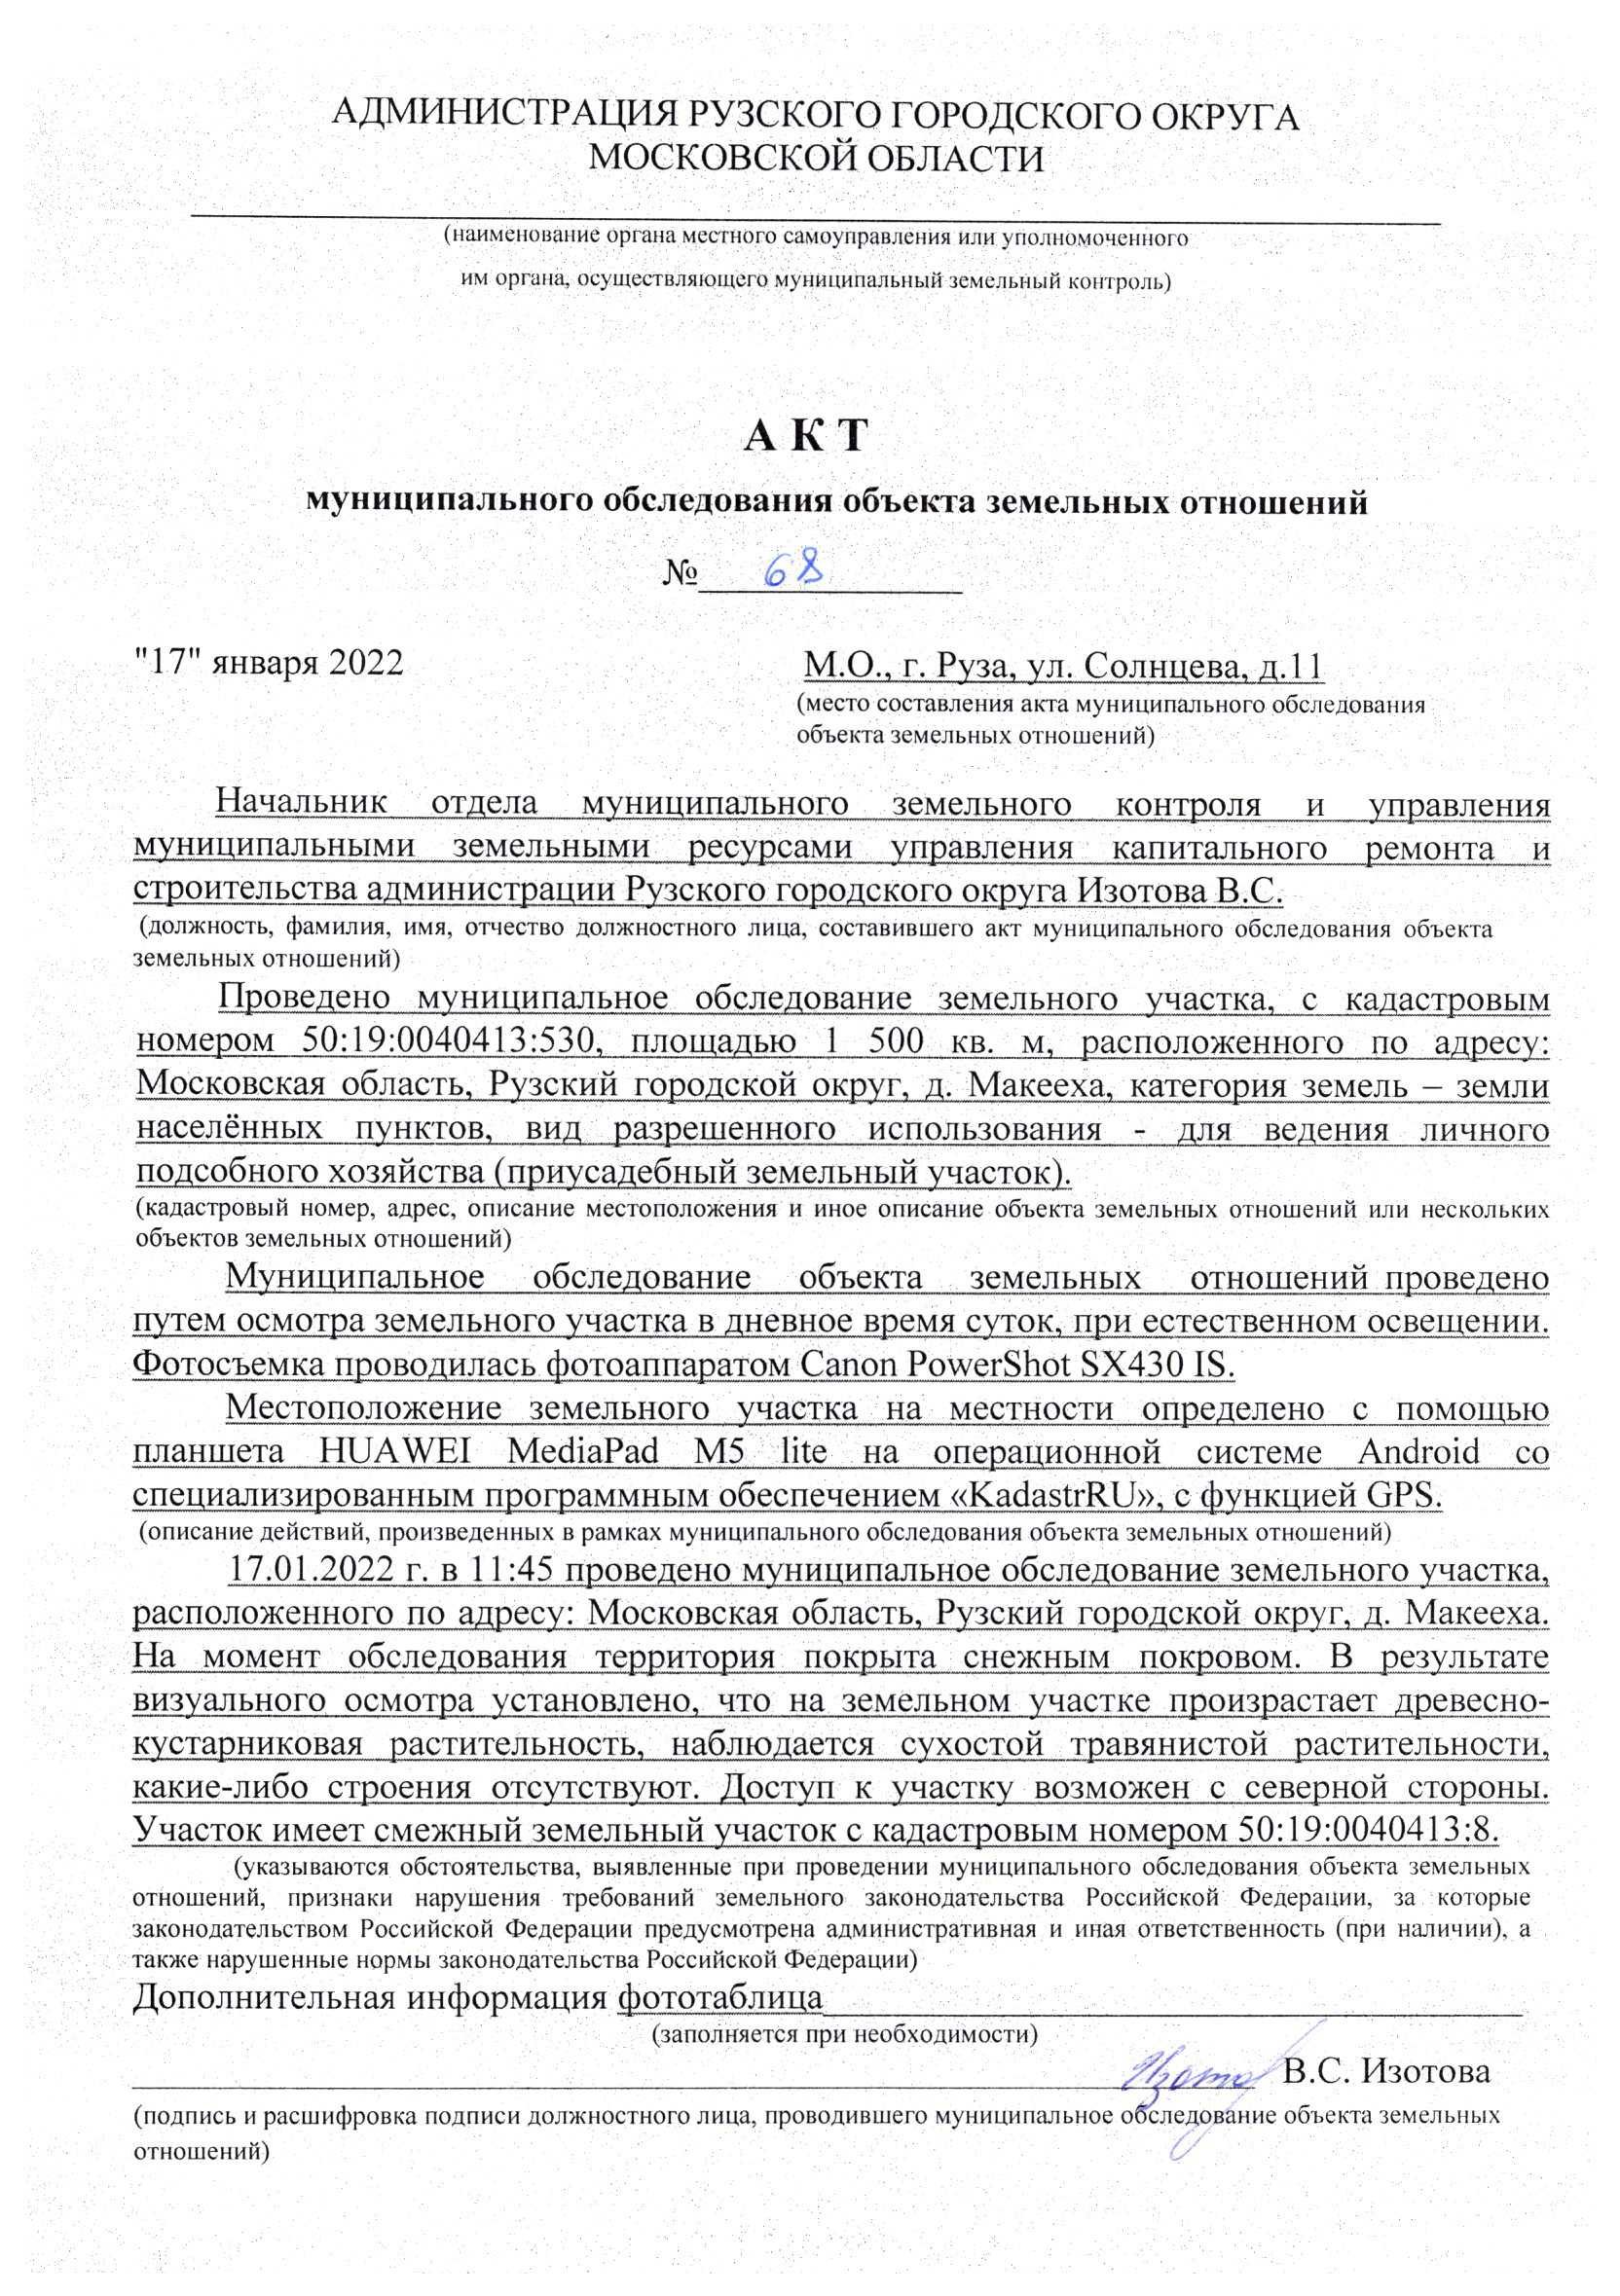 АДМИНИСТРАЦИЯ РУЗСКОГО ГОРОДСКОГО ОКРУГА
МОСКОВСКОЙ ОБЛАСТИ
(наименование органа местного самоуправления или уполномоченного
им органа, осуществляющего муниципальный земельный контроль)
А К Т
муниципального обследования объекта земельных отношений
№ 68
"17" января 2022
М.О., г. Руза, ул. Солнцева, д.11
(место составления акта муниципального обследования
объекта земельных отношений)
Начальник отдела муниципального земельного контроля и управления
муниципальными земельными ресурсами управления капитального ремонта и
строительства администрации Рузского городского округа Изотова В.С.
(должность, фамилия, имя, отчество должностного лица, составившего акт муниципального обследования объекта
земельных отношений)
Проведено муниципальное обследование земельного участка, с кадастровым
номером 50:19:0040413:530, площадью 1 500 кв. м, расположенного по адресу:
Московская область, Рузский городской округ, д. Макееха, категория земель – земли
населённых пунктов, вид разрешенного использования - для ведения личного
подсобного хозяйства (приусадебный земельный участок).
(кадастровый номер, адрес, описание местоположения и иное описание объекта земельных отношений или нескольких
объектов земельных отношений)
Муниципальное обследование объекта земельных отношений проведено
путем осмотра земельного участка в дневное время суток, при естественном освещении.
Фотосъемка проводилась фотоаппаратом Canon PowerShot SX430 IS.
Местоположение земельного участка на местности определено с помощью
планшета HUAWEI MediaPad M5 lite на операционной системе Android со
специализированным программным обеспечением «KadastrRU», с функцией GPS.
(описание действий, произведенных в рамках муниципального обследования объекта земельных отношений)
17.01.2022 г. в 11:45 проведено муниципальное обследование земельного участка,
расположенного по адресу: Московская область, Рузский городской округ, д. Макееха.
На момент обследования территория покрыта снежным покровом. В результате
визуального осмотра установлено, что на земельном участке произрастает древесно-
кустарниковая растительность, наблюдается сухостой травянистой растительности,
какие-либо строения отсутствуют. Доступ к участку возможен с северной стороны.
Участок имеет смежный земельный участок с кадастровым номером 50:19:0040413:8.
(указываются обстоятельства, выявленные при проведении муниципального обследования объекта земельных
отношений, признаки нарушения требований земельного законодательства Российской Федерации, за которые
законодательством Российской Федерации предусмотрена административная и иная ответственность (при наличии), а
также нарушенные нормы законодательства Российской Федерации)
Дополнительная информация фототаблица
(заполняется при необходимости)
В.С. Изотова
(подпись и расшифровка подписи должностного лица, проводившего муниципальное обследование объекта земельных
отношений)